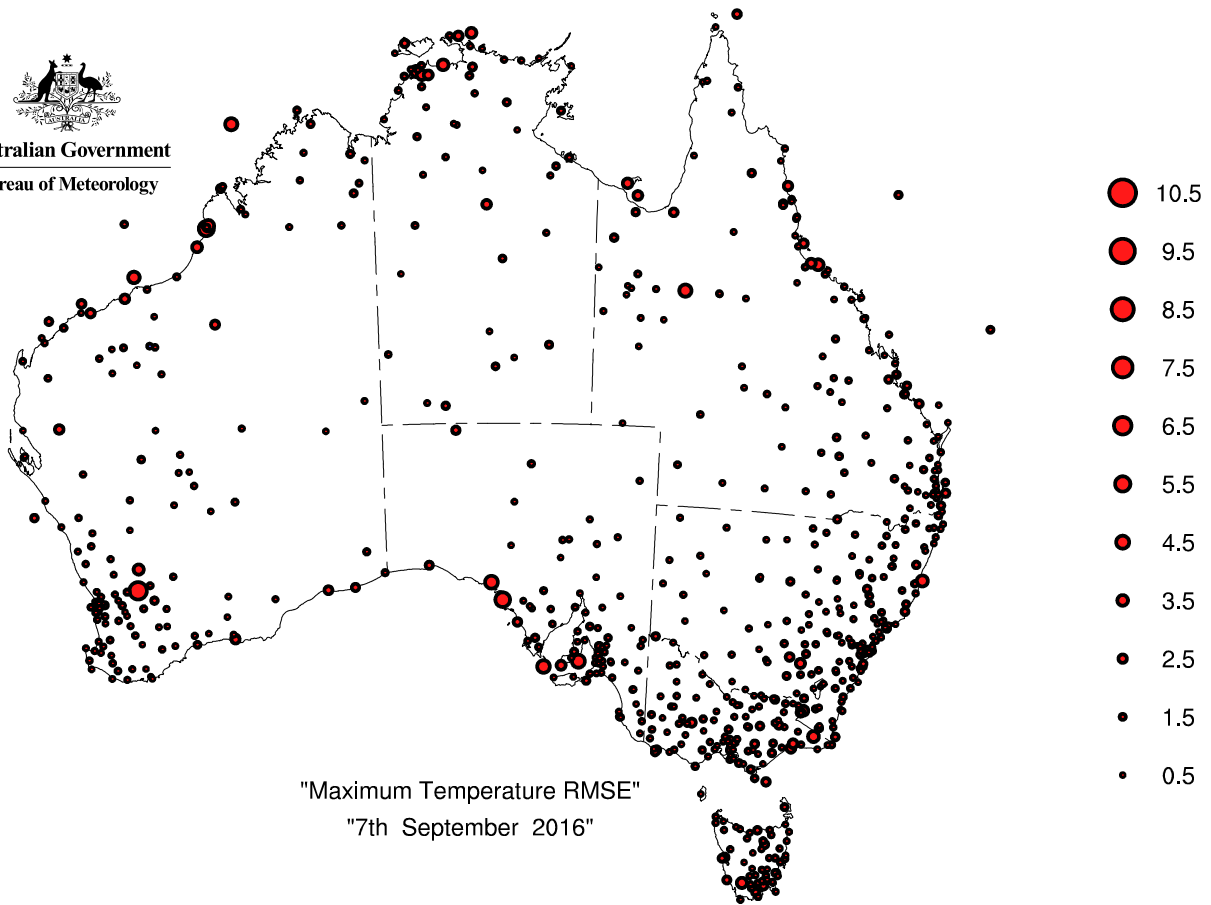 AUSTRALIA
tralian Government
reau of Meteorology
10.5
9.5
8.5
7.5
6.5
5.5
4.5
3.5
2.5
1.5
0.5
"Maximum Temperature RMSE"
"7th September 2016"